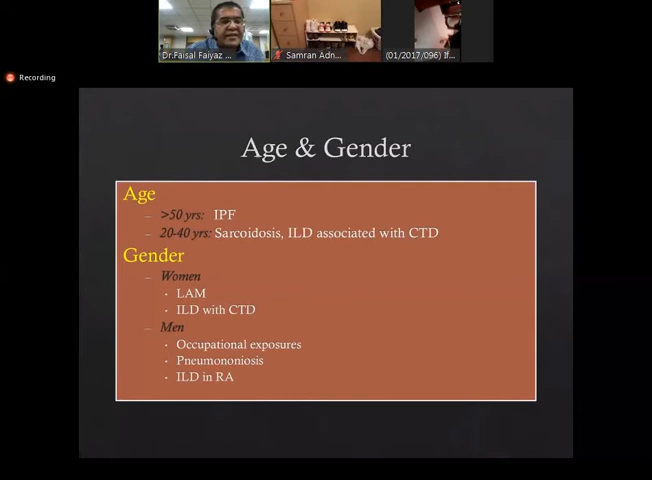 Dr.Faisal Faiyaz ...
Samran Adn...
(01/2017/096) If...
Recording
Age & Gender
Age
– >50 yrs: IPF
– 20-40 yrs: Sarcoidosis, ILD associated with CTD
Gender
– Women
• LAM
• ILD with CTD
– Men
• Occupational exposures
• Pneumononiosis
• ILD in RA